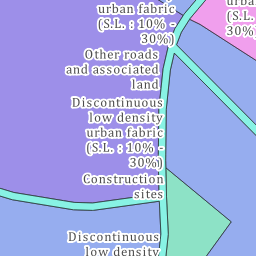 urban fabric
(S.L. : 10% -
30%)
urba
(S.L.
30%
Other roads
and associated
land
Discontinuous
low density
urban fabric
(S.L. : 10% -
30%)
Construction
sites
Discontinuous
low density